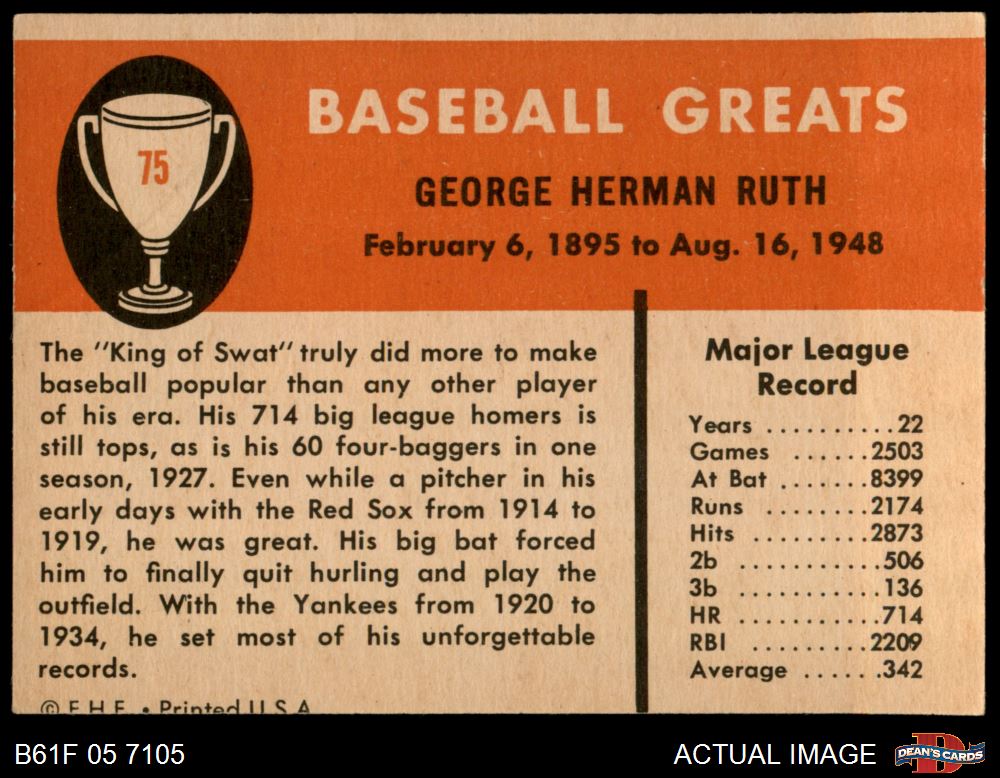 75
BASEBALL GREATS
GEORGE HERMAN RUTH
February 6, 1895 to Aug. 16, 1948
The "King of Swat" truly did more to make
baseball popular than any other player
of his era. His 714 big league homers is
still tops, as is his 60 four-baggers in one
season, 1927. Even while a pitcher in his
early days with the Red Sox from 1914 to
1919, he was great. His big bat forced
him to finally quit hurling and play the
outfield. With the Yankees from 1920 to
1934, he set most of his unforgettable
records.
© F.H.F. • Printed U.S.A.
Major League
Record
Years ..........22
Games ......2503
At Bat .......8399
Runs ........2174
Hits .........2873
2b ..........506
3b ..........136
HR ..........714
RBI .........2209
Average .......342
B61F 05 7105
ACTUAL IMAGE
DEAN'S CARDS